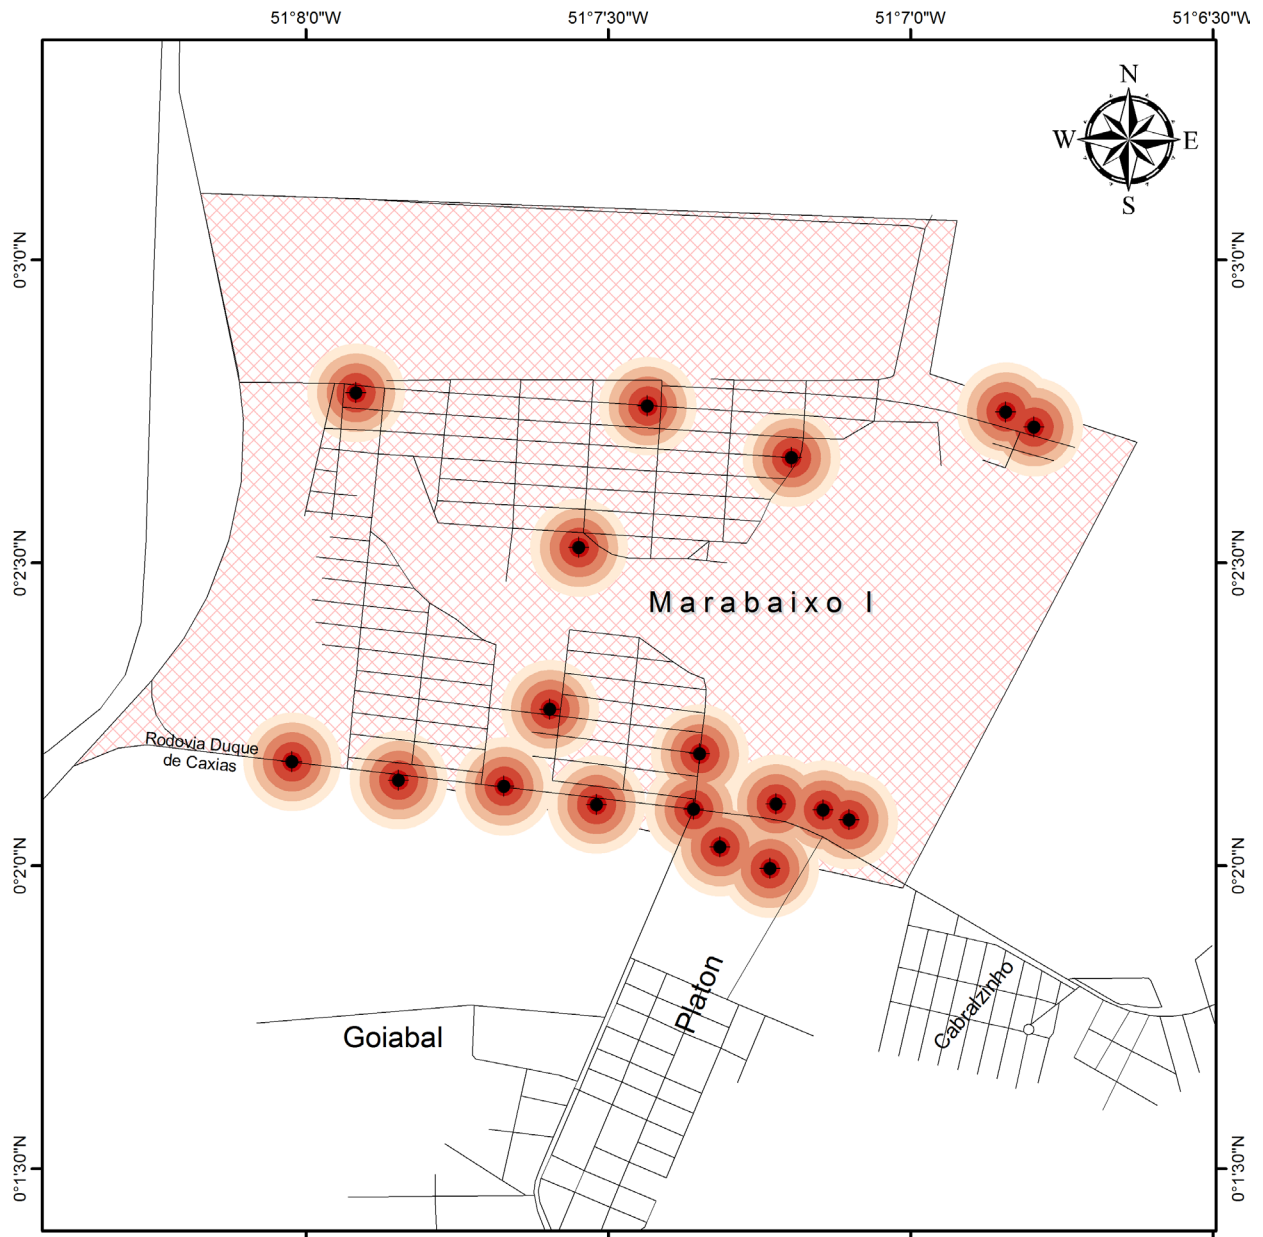 51°8'0"W 51°7'30"W 51°7'0"W 51°6'30"W
N
W E
S
0°3'0"N 0°3'0"N
0°2'30"N 0°2'30"N
Marabaixo I
Rodovia Duque
de Caxias
0°2'0"N 0°2'0"N
Platon
Cabralzinho
Goiabal
0°1'30"N 0°1'30"N